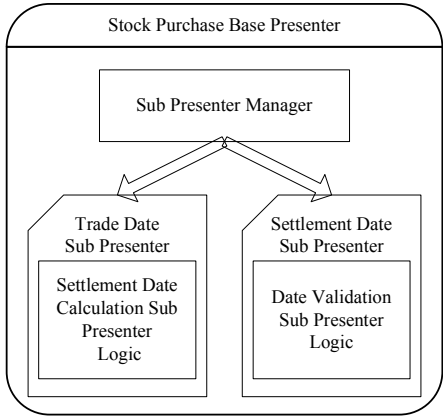 Stock Purchase Base Presenter
Sub Presenter Manager
Trade Date
Sub Presenter
Settlement Date
Calculation Sub
Presenter
Logic
Settlement Date
Sub Presenter
Date Validation
Sub Presenter
Logic